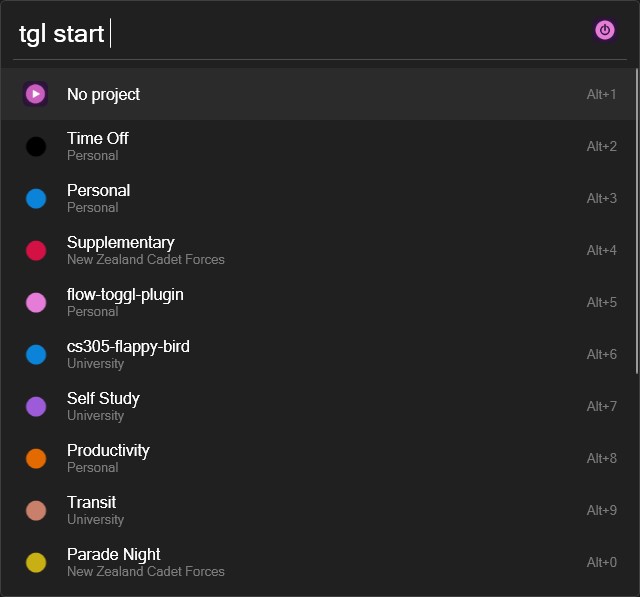 tgl start
No project Alt+1
Time Off
Personal Alt+2
Personal
Personal Alt+3
Supplementary
New Zealand Cadet Forces Alt+4
flow-toggl-plugin
Personal Alt+5
cs305-flappy-bird
University Alt+6
Self Study
University Alt+7
Productivity
Personal Alt+8
Transit
University Alt+9
Parade Night
New Zealand Cadet Forces Alt+0